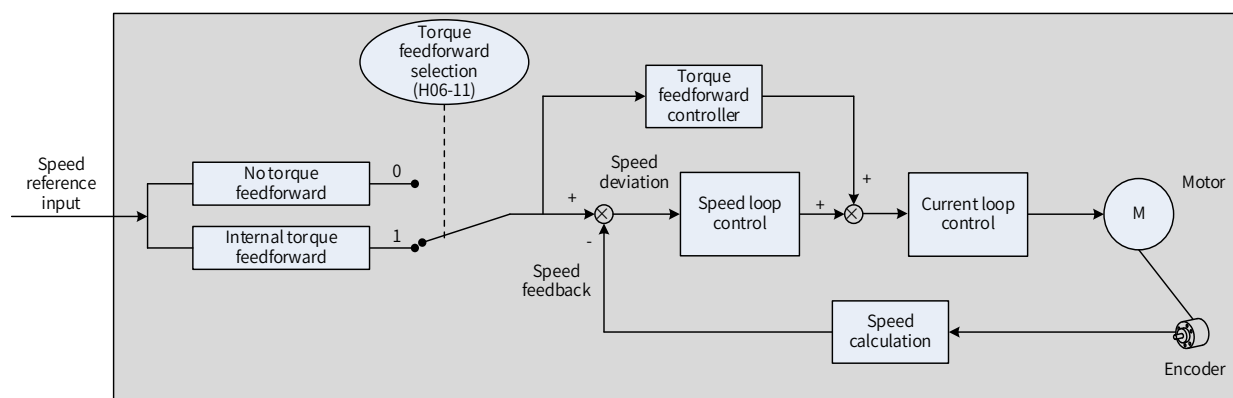 Torque
feedforward
selection
(H06-11)
Torque
feedforward
controller
Speed
reference
input
No torque
feedforward
0
Internal torque
feedforward
1
+
-
Speed
deviation
Speed loop
control
+
+
Current loop
control
M
Motor
Speed
feedback
Speed
calculation
Encoder